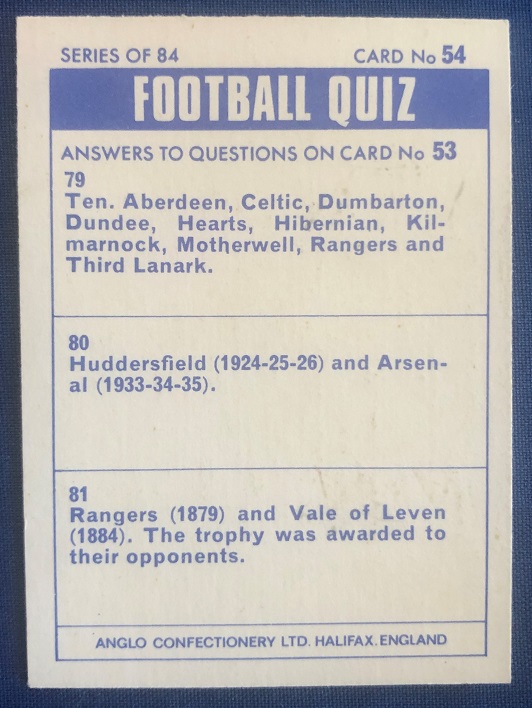 SERIES OF 84 CARD No 54
FOOTBALL QUIZ
ANSWERS TO QUESTIONS ON CARD No 53
79
Ten. Aberdeen, Celtic, Dumbarton,
Dundee, Hearts, Hibernian, Kil-
marnock, Motherwell, Rangers and
Third Lanark.
80
Huddersfield (1924-25-26) and Arsen-
al (1933-34-35).
81
Rangers (1879) and Vale of Leven
(1884). The trophy was awarded to
their opponents.
ANGLO CONFECTIONERY LTD. HALIFAX. ENGLAND